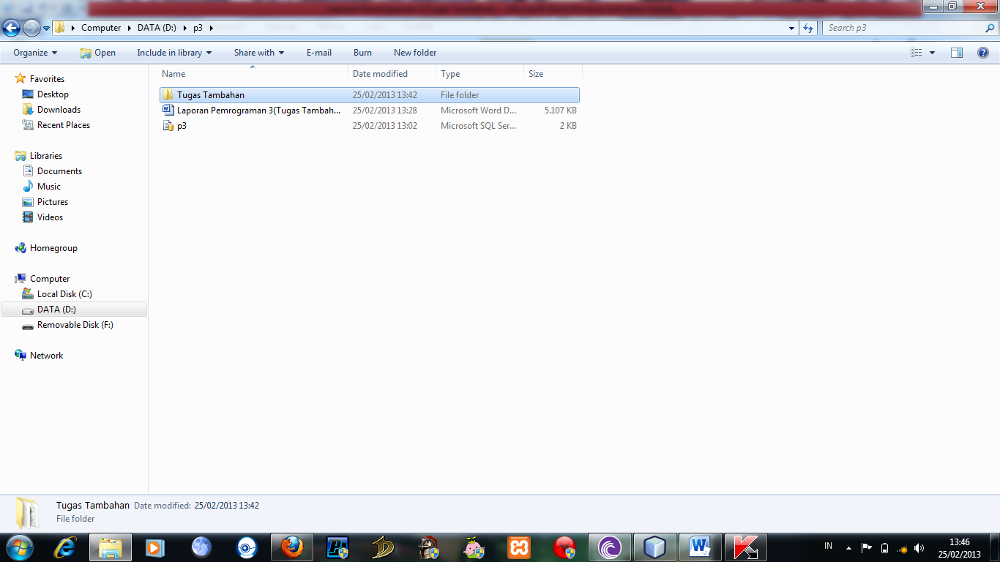 Computer DATA (D:) p3
Search p3
Organize Open Include in library Share with E-mail Burn New folder
Name Date modified Type Size
Tugas Tambahan 25/02/2013 13:42 File folder
Laporan Pemrograman 3(Tugas Tambah... 25/02/2013 13:28 Microsoft Word D... 5.107 KB
p3 25/02/2013 13:02 Microsoft SQL Ser... 2 KB
Favorites
Desktop
Downloads
Recent Places
Libraries
Documents
Music
Pictures
Videos
Homegroup
Computer
Local Disk (C:)
DATA (D:)
Removable Disk (F:)
Network
Tugas Tambahan Date modified: 25/02/2013 13:42
File folder
IN
13:46
25/02/2013